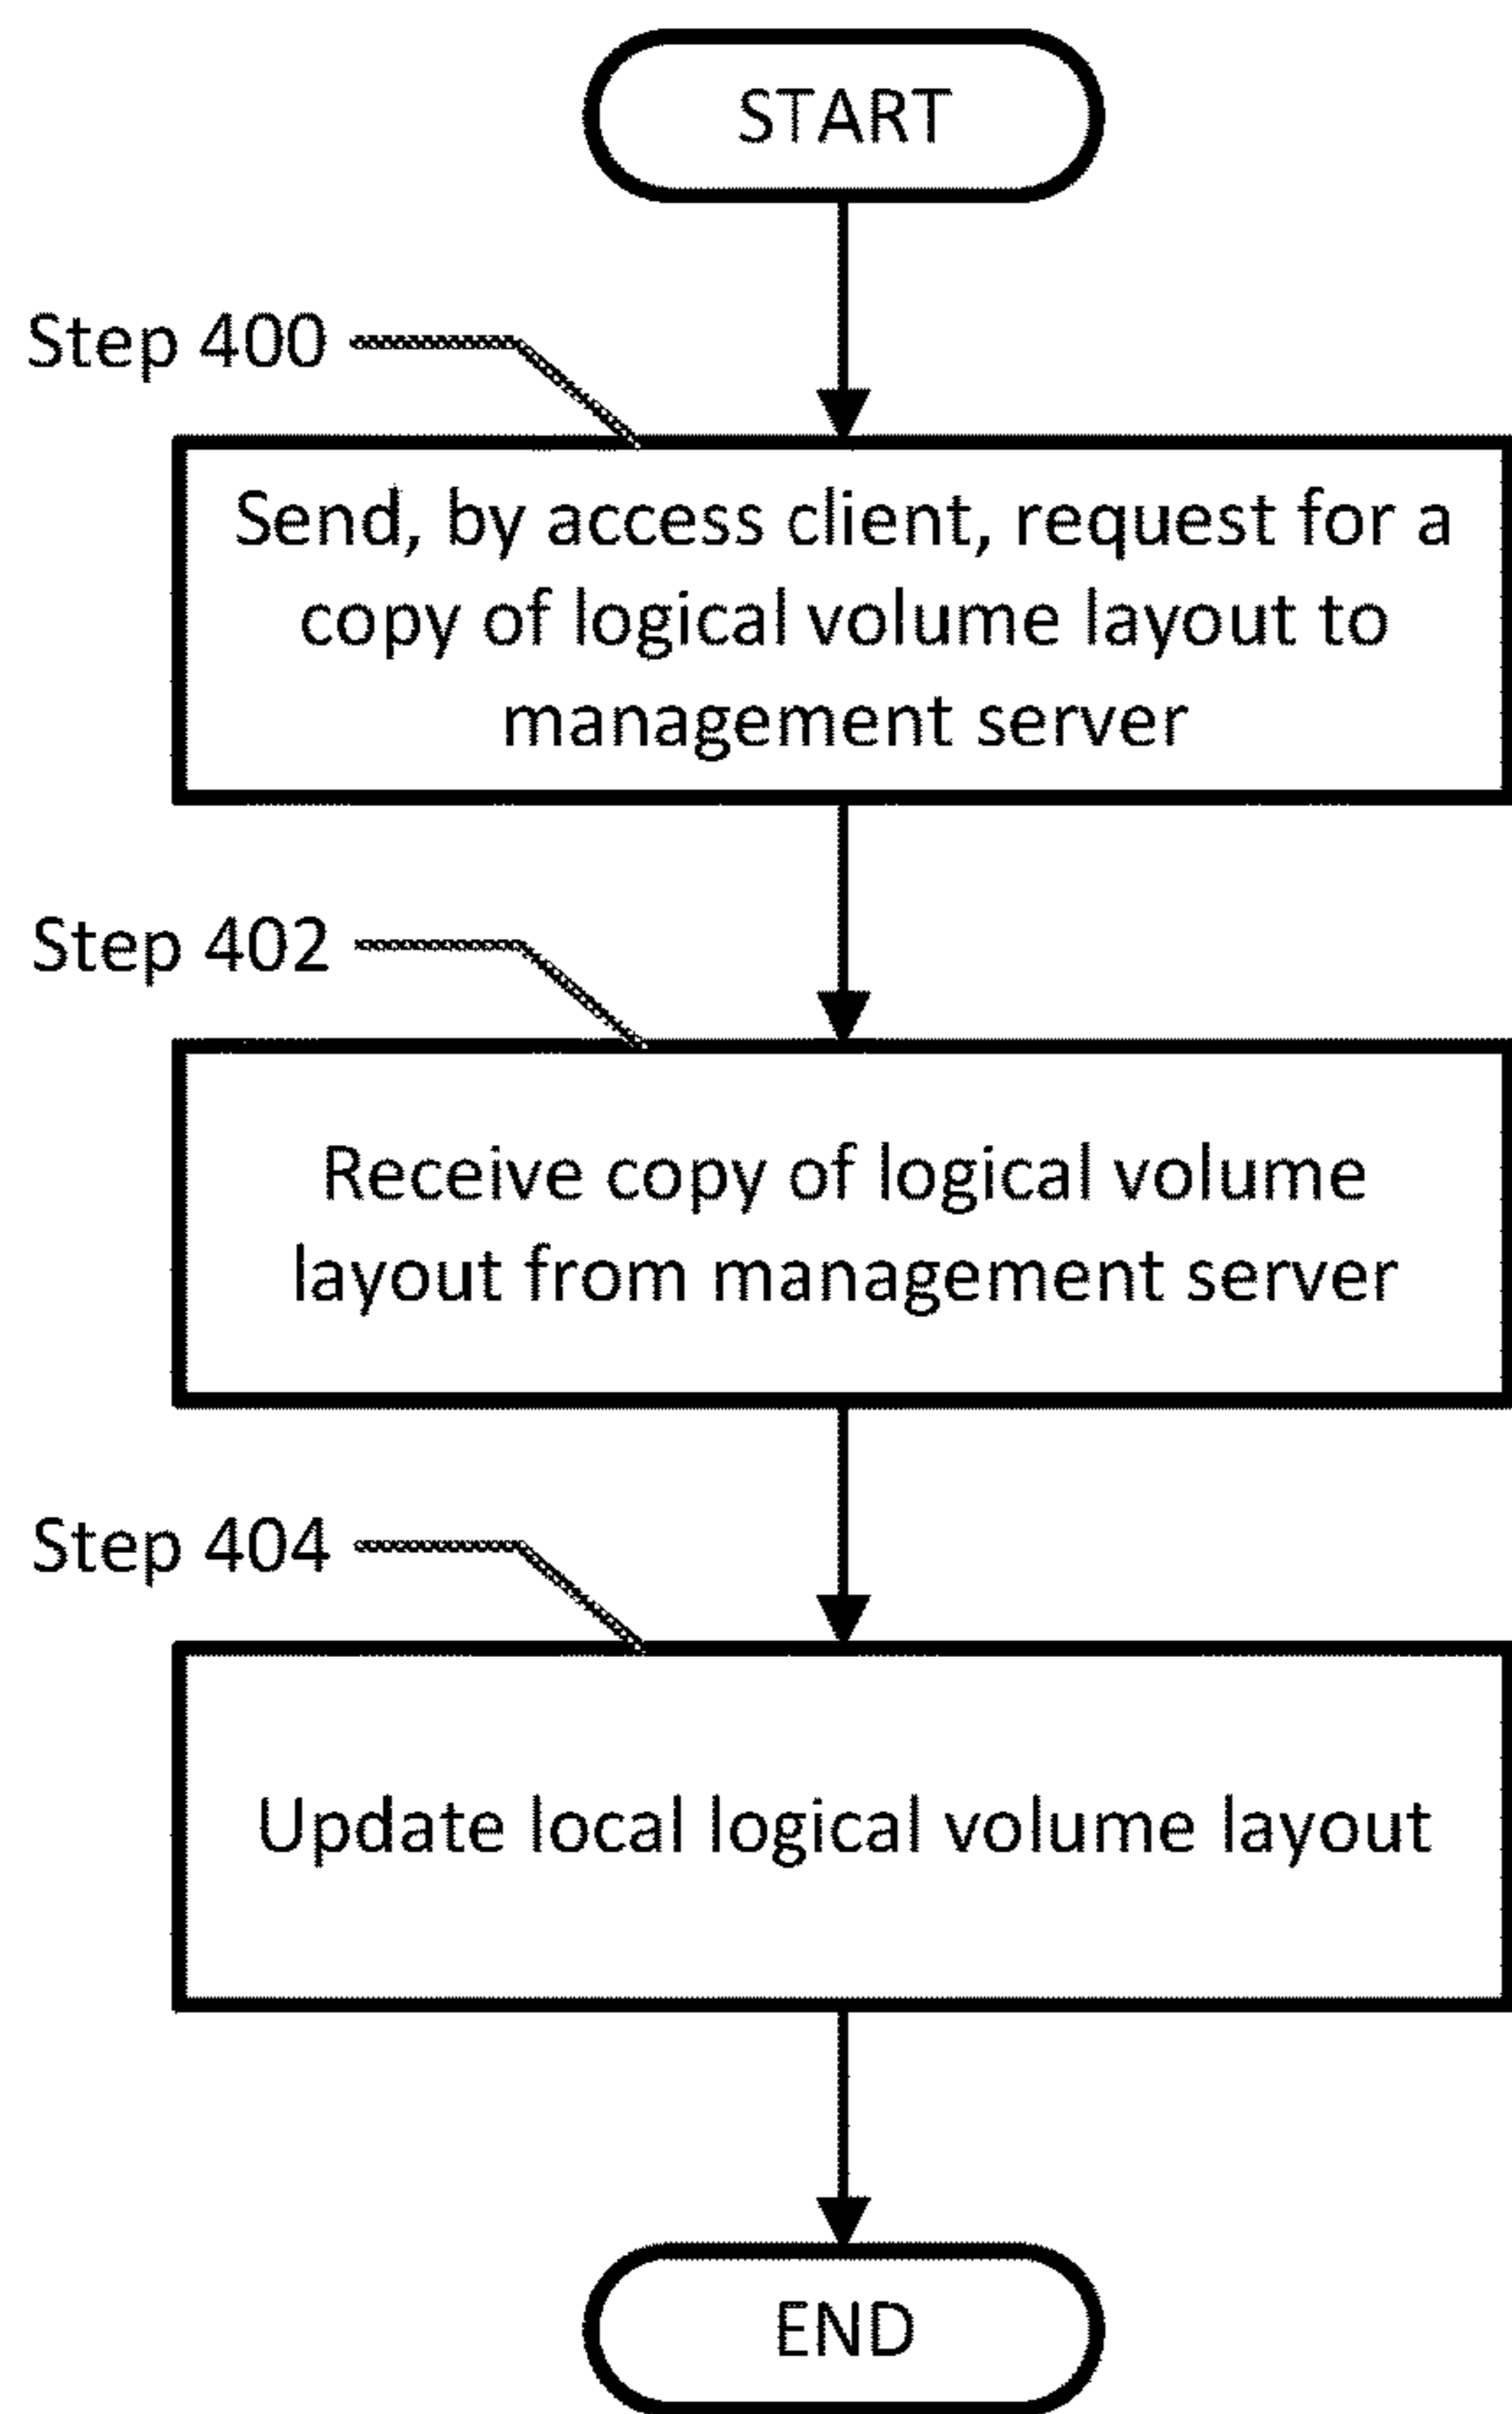 START
Step 400
Send, by access client, request for a
copy of logical volume layout to
management server
Step 402
Receive copy of logical volume
layout from management server
Step 404
Update local logical volume layout
END